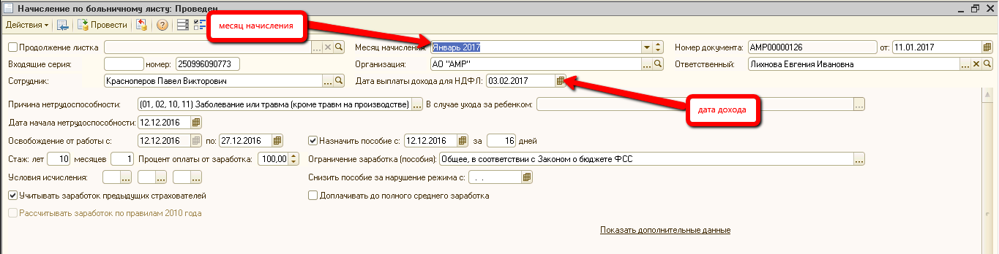 Начисление по больничному листу: Проведен
Действия Провести
месяц начисления
Продолжение листка Месяц начисления: Январь 2017 Номер документа: АМР00000126 от: 11.01.2017
Входящие серия: номер: 250996090773 Организация: АО "АМР" Ответственный: Лихнова Евгения Ивановна
Сотрудник: Красноперов Павел Викторович Дата выплаты дохода для НДФЛ: 03.02.2017
дата дохода
Причина нетрудоспособности: (01, 02, 10, 11) Заболевание или травма (кроме травм на производстве) В случае ухода за ребенком:
Дата начала нетрудоспособности: 12.12.2016
Освобождение от работы с: 12.12.2016 по: 27.12.2016 Назначить пособие с: 12.12.2016 за 16 дней
Стаж: лет 10 месяцев 1 Процент оплаты от заработка: 100,00 Ограничение заработка (пособия): Общее, в соответствии с Законом о бюджете ФСС
Условия исчисления: Снизить пособие за нарушение режима с: . .
Учитывать заработок предыдущих страхователей Доплачивать до полного среднего заработка
Рассчитывать заработок по правилам 2010 года
Показать дополнительные данные